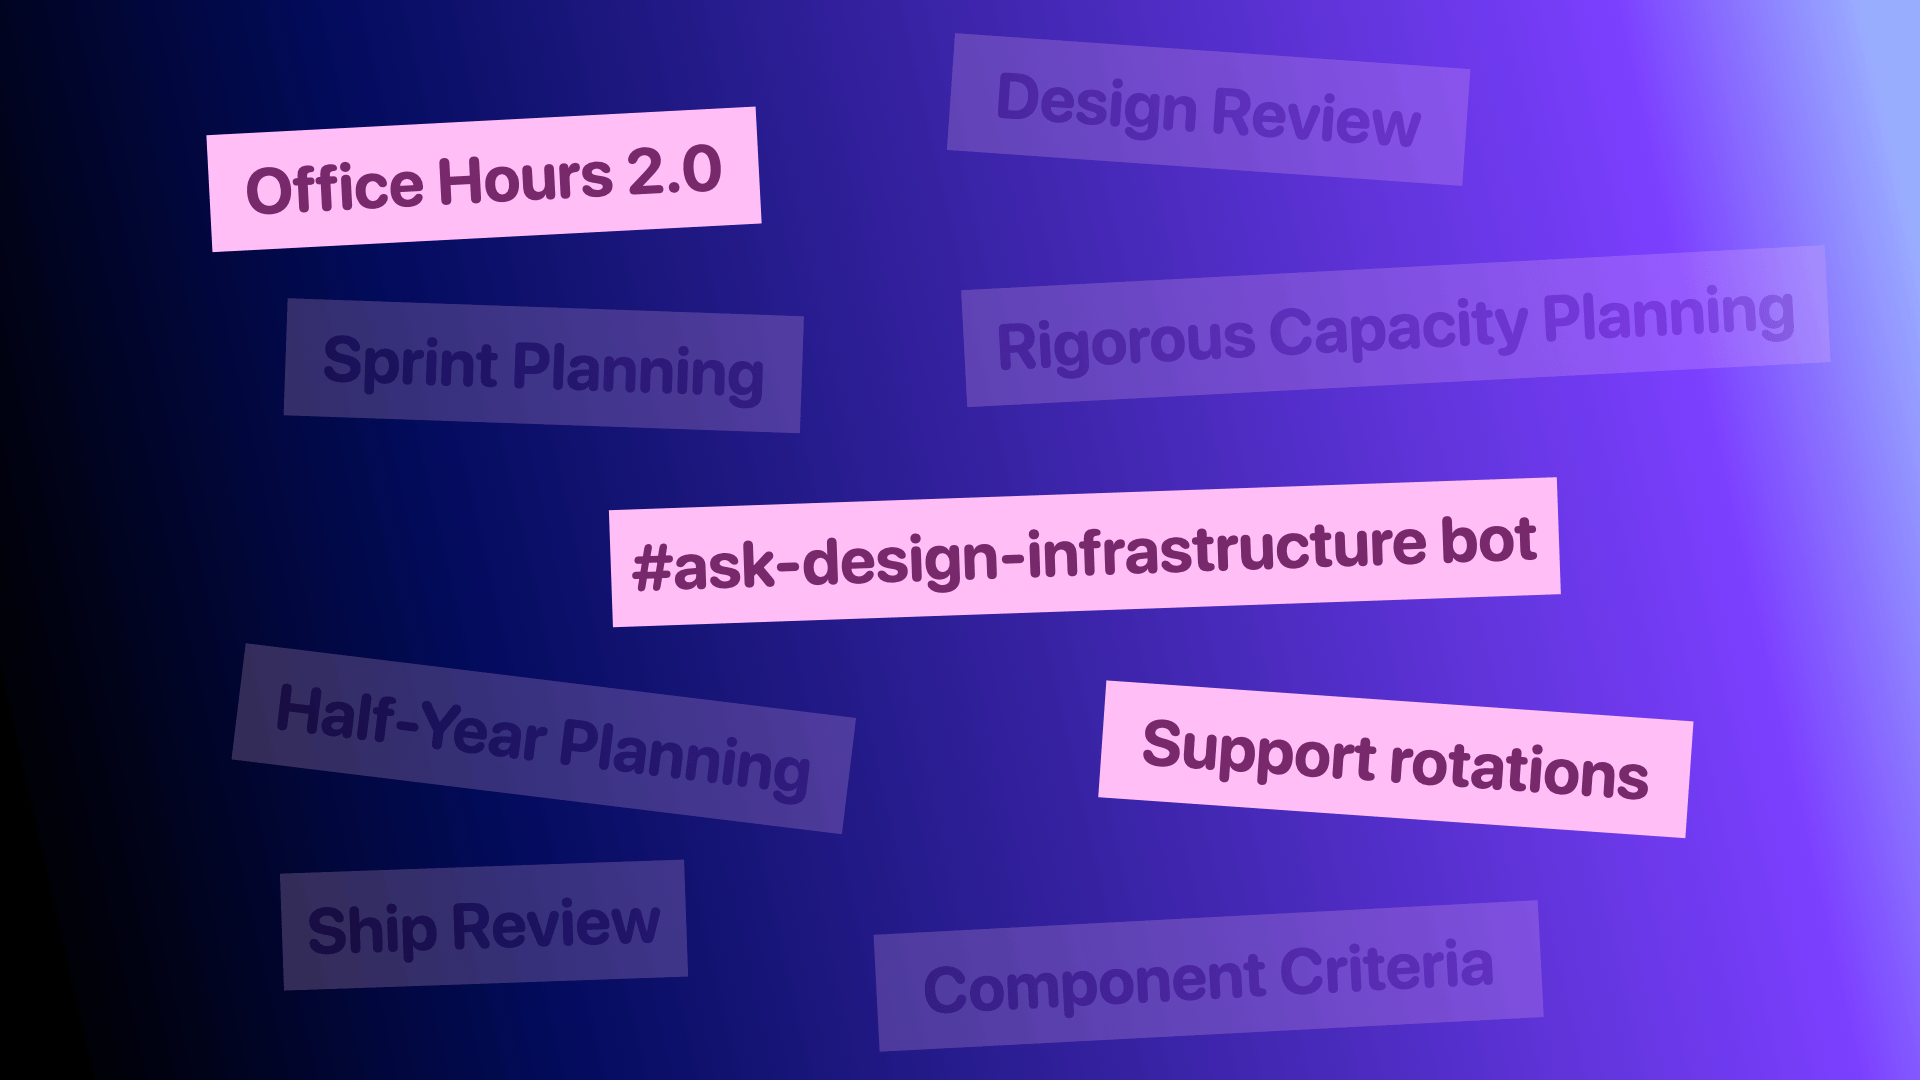 Design Review
Office Hours 2.0
Rigorous Capacity Planning
Sprint Planning
#ask-design-infrastructure bot
Half-Year Planning
Support rotations
Ship Review
Component Criteria